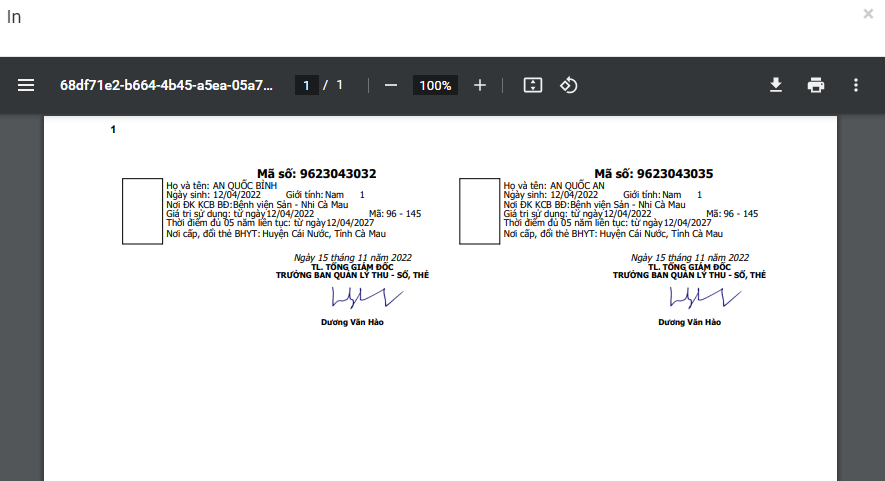 In
×
68df71e2-b664-4b45-a5ea-05a7...
1 / 1
100%
1
Mã số: 9623043032
Họ và tên: AN QUỐC BÌNH
Ngày sinh: 12/04/2022 Giới tính: Nam 1
Nơi ĐK KCB BĐ:Bệnh viện Sản - Nhi Cà Mau
Giá trị sử dụng: từ ngày12/04/2022 Mã: 96 - 145
Thời điểm đủ 05 năm liên tục: từ ngày12/04/2027
Nơi cấp, đổi thẻ BHYT: Huyện Cái Nước, Tỉnh Cà Mau
Ngày 15 tháng 11 năm 2022
TL. TỔNG GIÁM ĐỐC
TRƯỞNG BAN QUẢN LÝ THU - SỔ, THẺ
Dương Văn Hào
Mã số: 9623043035
Họ và tên: AN QUỐC AN
Ngày sinh: 12/04/2022 Giới tính: Nam 1
Nơi ĐK KCB BĐ:Bệnh viện Sản - Nhi Cà Mau
Giá trị sử dụng: từ ngày12/04/2022 Mã: 96 - 145
Thời điểm đủ 05 năm liên tục: từ ngày12/04/2027
Nơi cấp, đổi thẻ BHYT: Huyện Cái Nước, Tỉnh Cà Mau
Ngày 15 tháng 11 năm 2022
TL. TỔNG GIÁM ĐỐC
TRƯỞNG BAN QUẢN LÝ THU - SỔ, THẺ
Dương Văn Hào